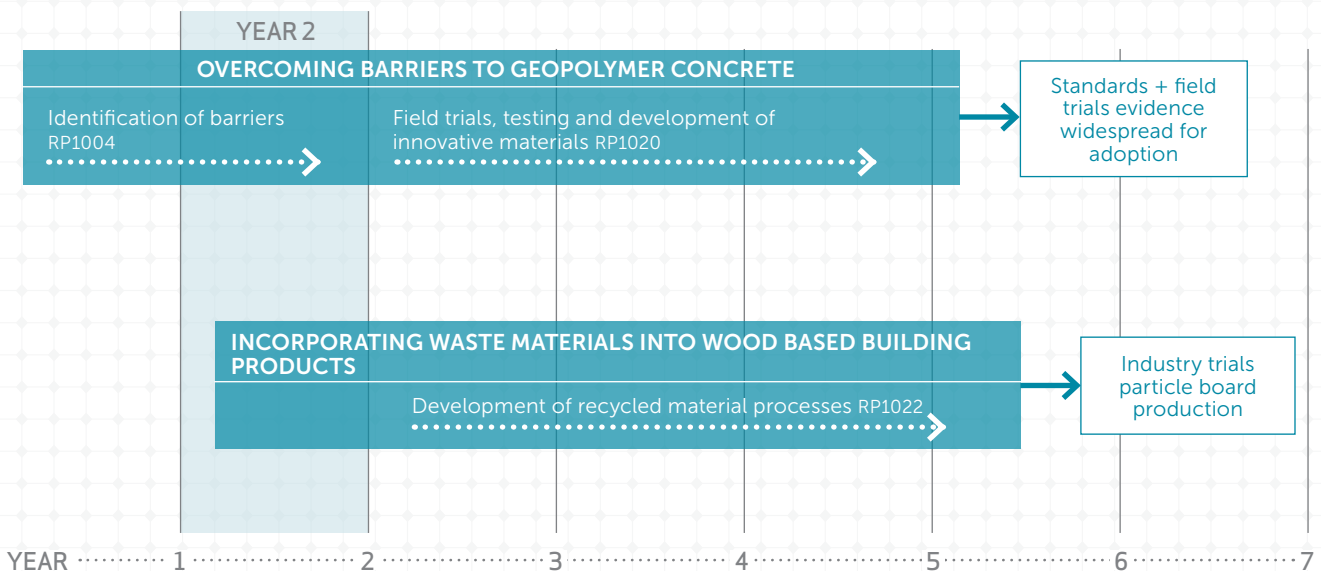 YEAR 2
OVERCOMING BARRIERS TO GEOPOLYMER CONCRETE
Identification of barriers
RP1004
Field trials, testing and development of
innovative materials RP1020
Standards + field
trials evidence
widespread for
adoption
INCORPORATING WASTE MATERIALS INTO WOOD BASED BUILDING
PRODUCTS
Development of recycled material processes RP1022
Industry trials
particle board
production
YEAR 1 2 3 4 5 6 7